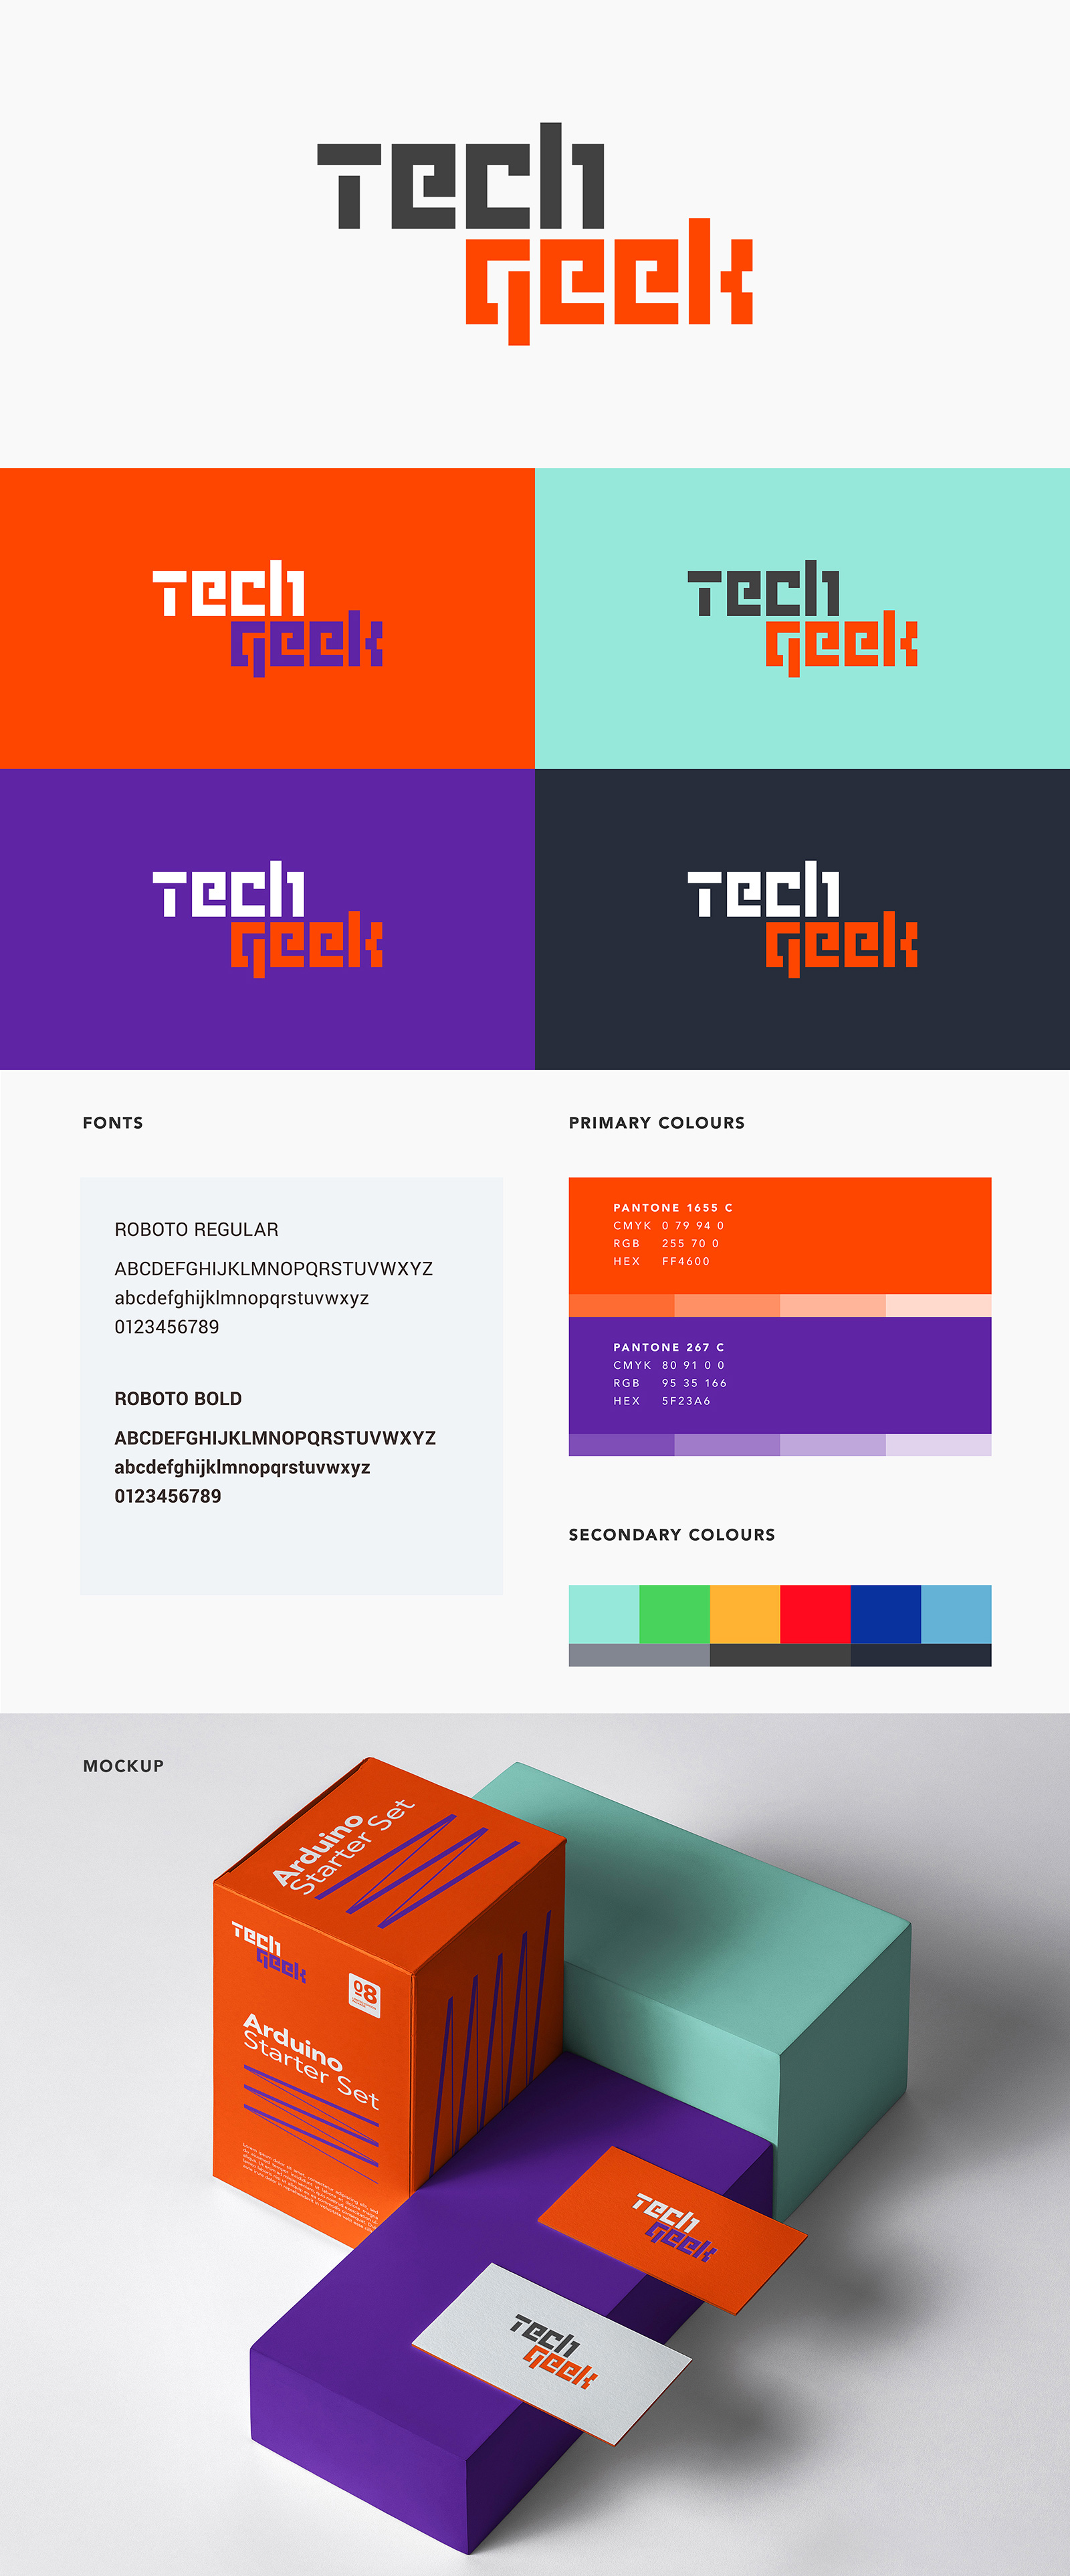 Tech
geek
Tech
geek
Tech
geek
Tech
geek
Tech
geek
FONTS
ROBOTO REGULAR
ABCDEFGHIJKLMNOPQRSTUVWXYZ
abcdefghijklmnopqrstuvwxyz
0123456789
ROBOTO BOLD
ABCDEFGHIJKLMNOPQRSTUVWXYZ
abcdefghijklmnopqrstuvwxyz
0123456789
PRIMARY COLOURS
PANTONE 1655 C
CMYK 0 79 94 0
RGB 255 70 0
HEX FF4600
PANTONE 267 C
CMYK 80 91 0 0
RGB 95 35 166
HEX 5F23A6
SECONDARY COLOURS
MOCKUP
Arduino
Starter Set
Tech
geek
08
Arduino
Starter Set
Tech
geek
Tech
geek